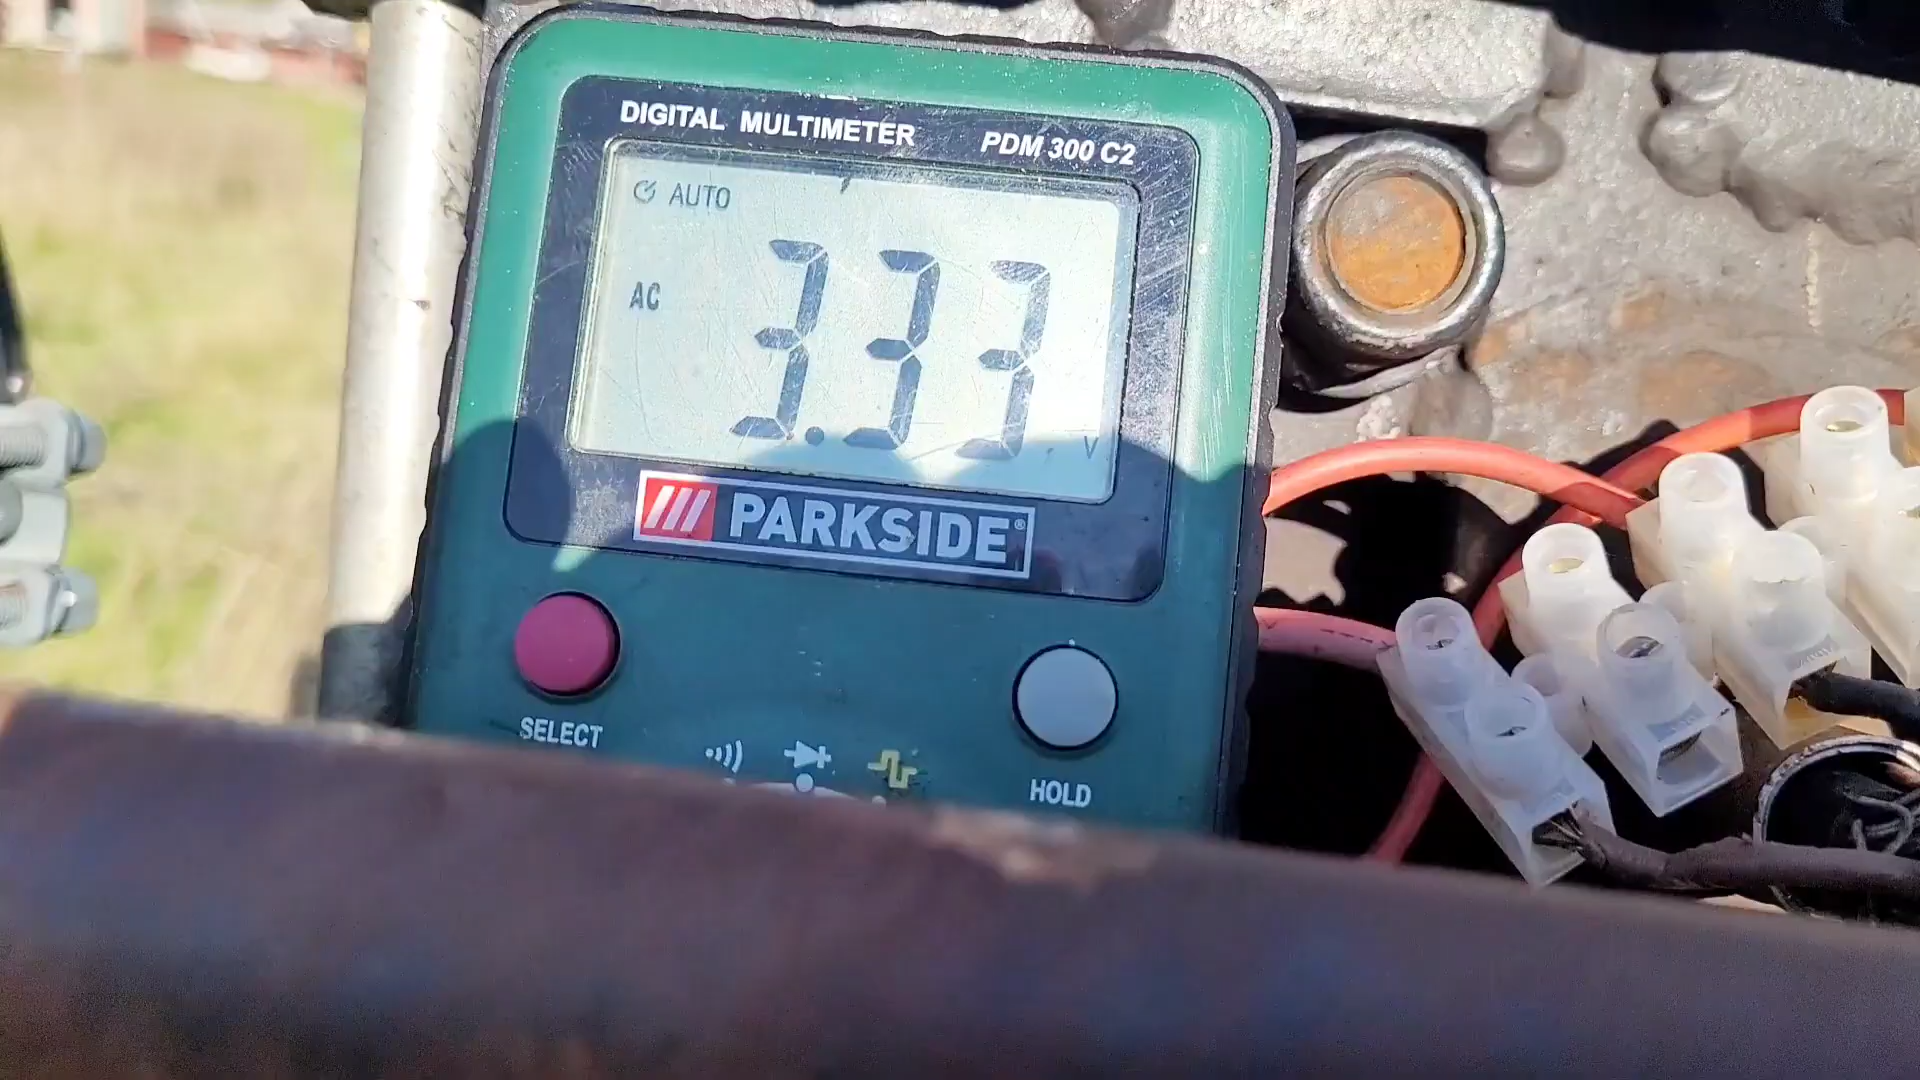 DIGITAL MULTIMETER PDM 300 C2
AUTO
AC
3.33
V
PARKSIDE®
SELECT
HOLD